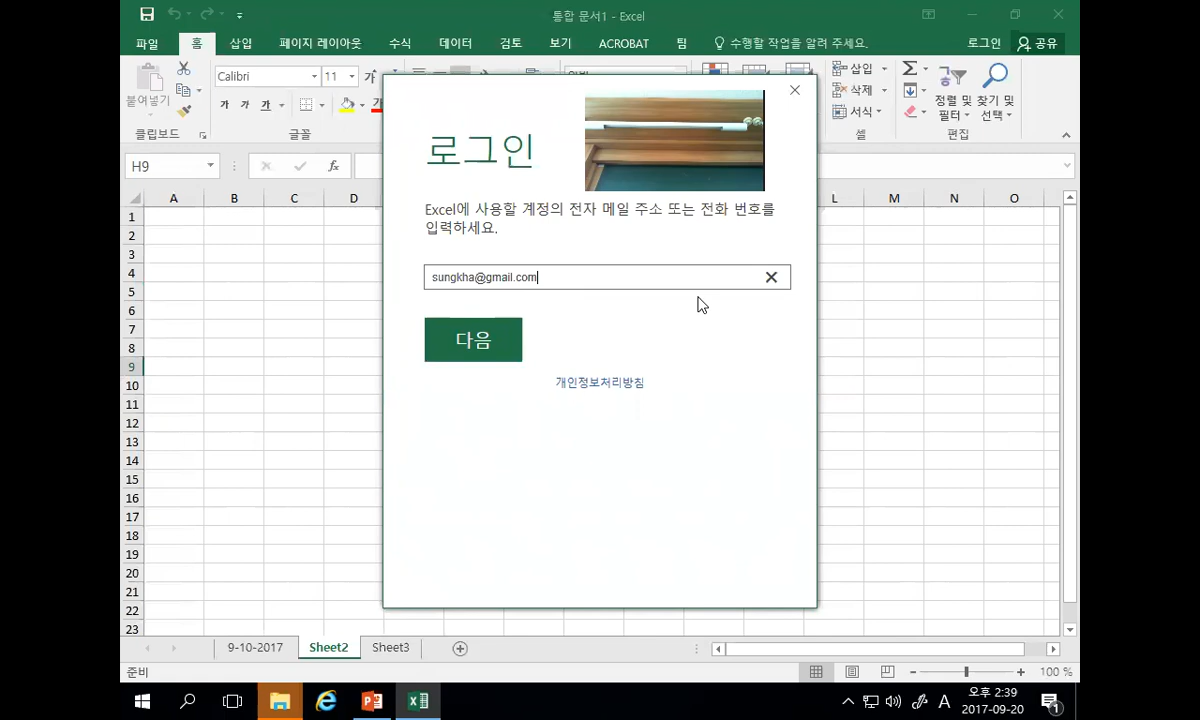 통합 문서1 - Excel
파일 홈 삽입 페이지 레이아웃 수식 데이터 검토 보기 ACROBAT 팀 수행할 작업을 알려 주세요. 로그인 공유
붙여넣기
Calibri 11
가 가 가
삽입
삭제
서식
정렬 및 필터
찾기 및 선택
클립보드 글꼴 셀 편집
H9 fx
A B C D L M N O
1
2
3
4
5
6
7
8
9
10
11
12
13
14
15
16
17
18
19
20
21
22
23
로그인
Excel에 사용할 계정의 전자 메일 주소 또는 전화 번호를
입력하세요.
sungkha@gmail.com
다음
개인정보처리방침
9-10-2017 Sheet2 Sheet3
준비 100 %
A 오후 2:39
2017-09-20 1